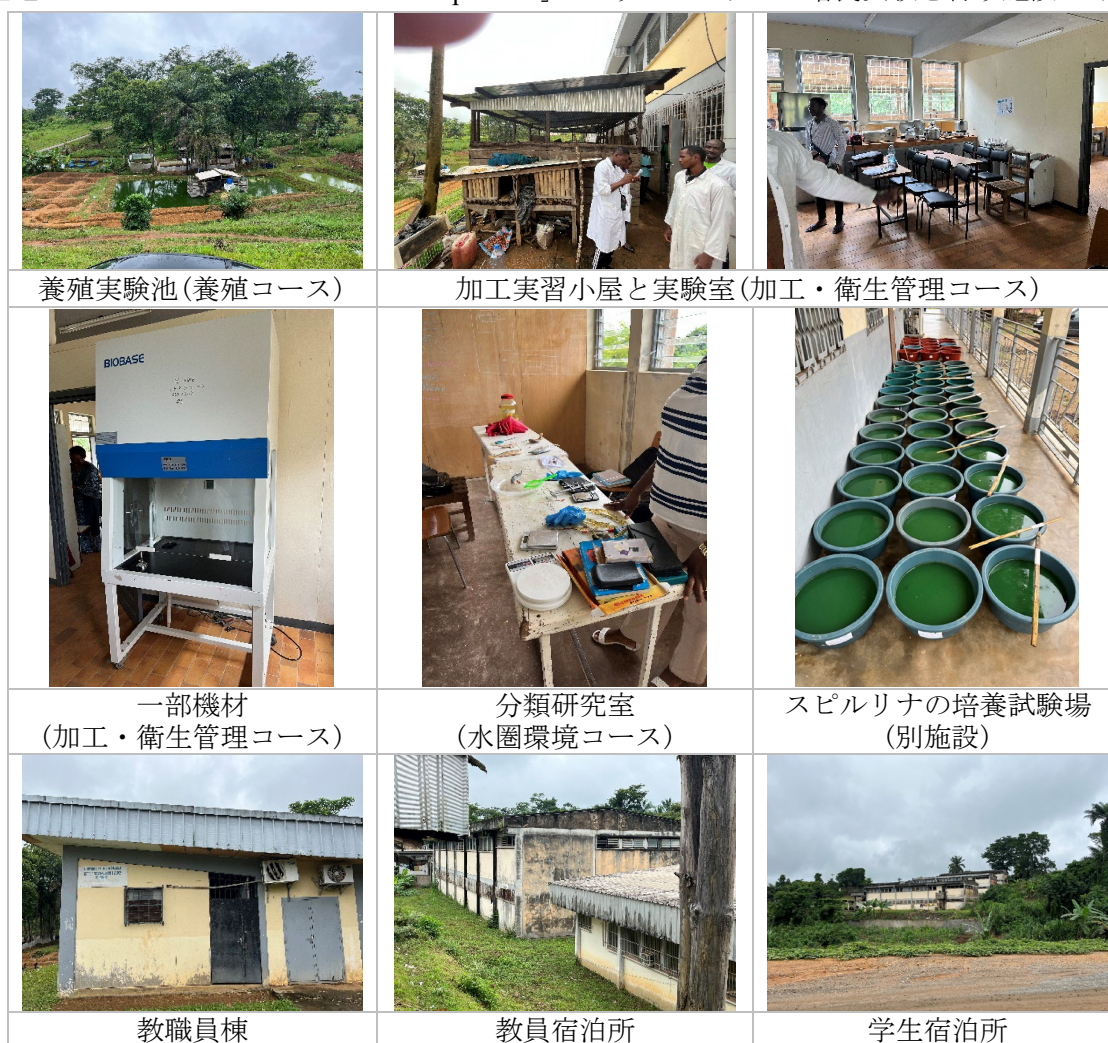 養殖実験池(養殖コース)
加工実習小屋と実験室(加工・衛生管理コース)
BIOBASE
一部機材
(加工・衛生管理コース)
分類研究室
(水圏環境コース)
スピルリナの培養試験場
(別施設)
教職員棟
教員宿泊所
学生宿泊所